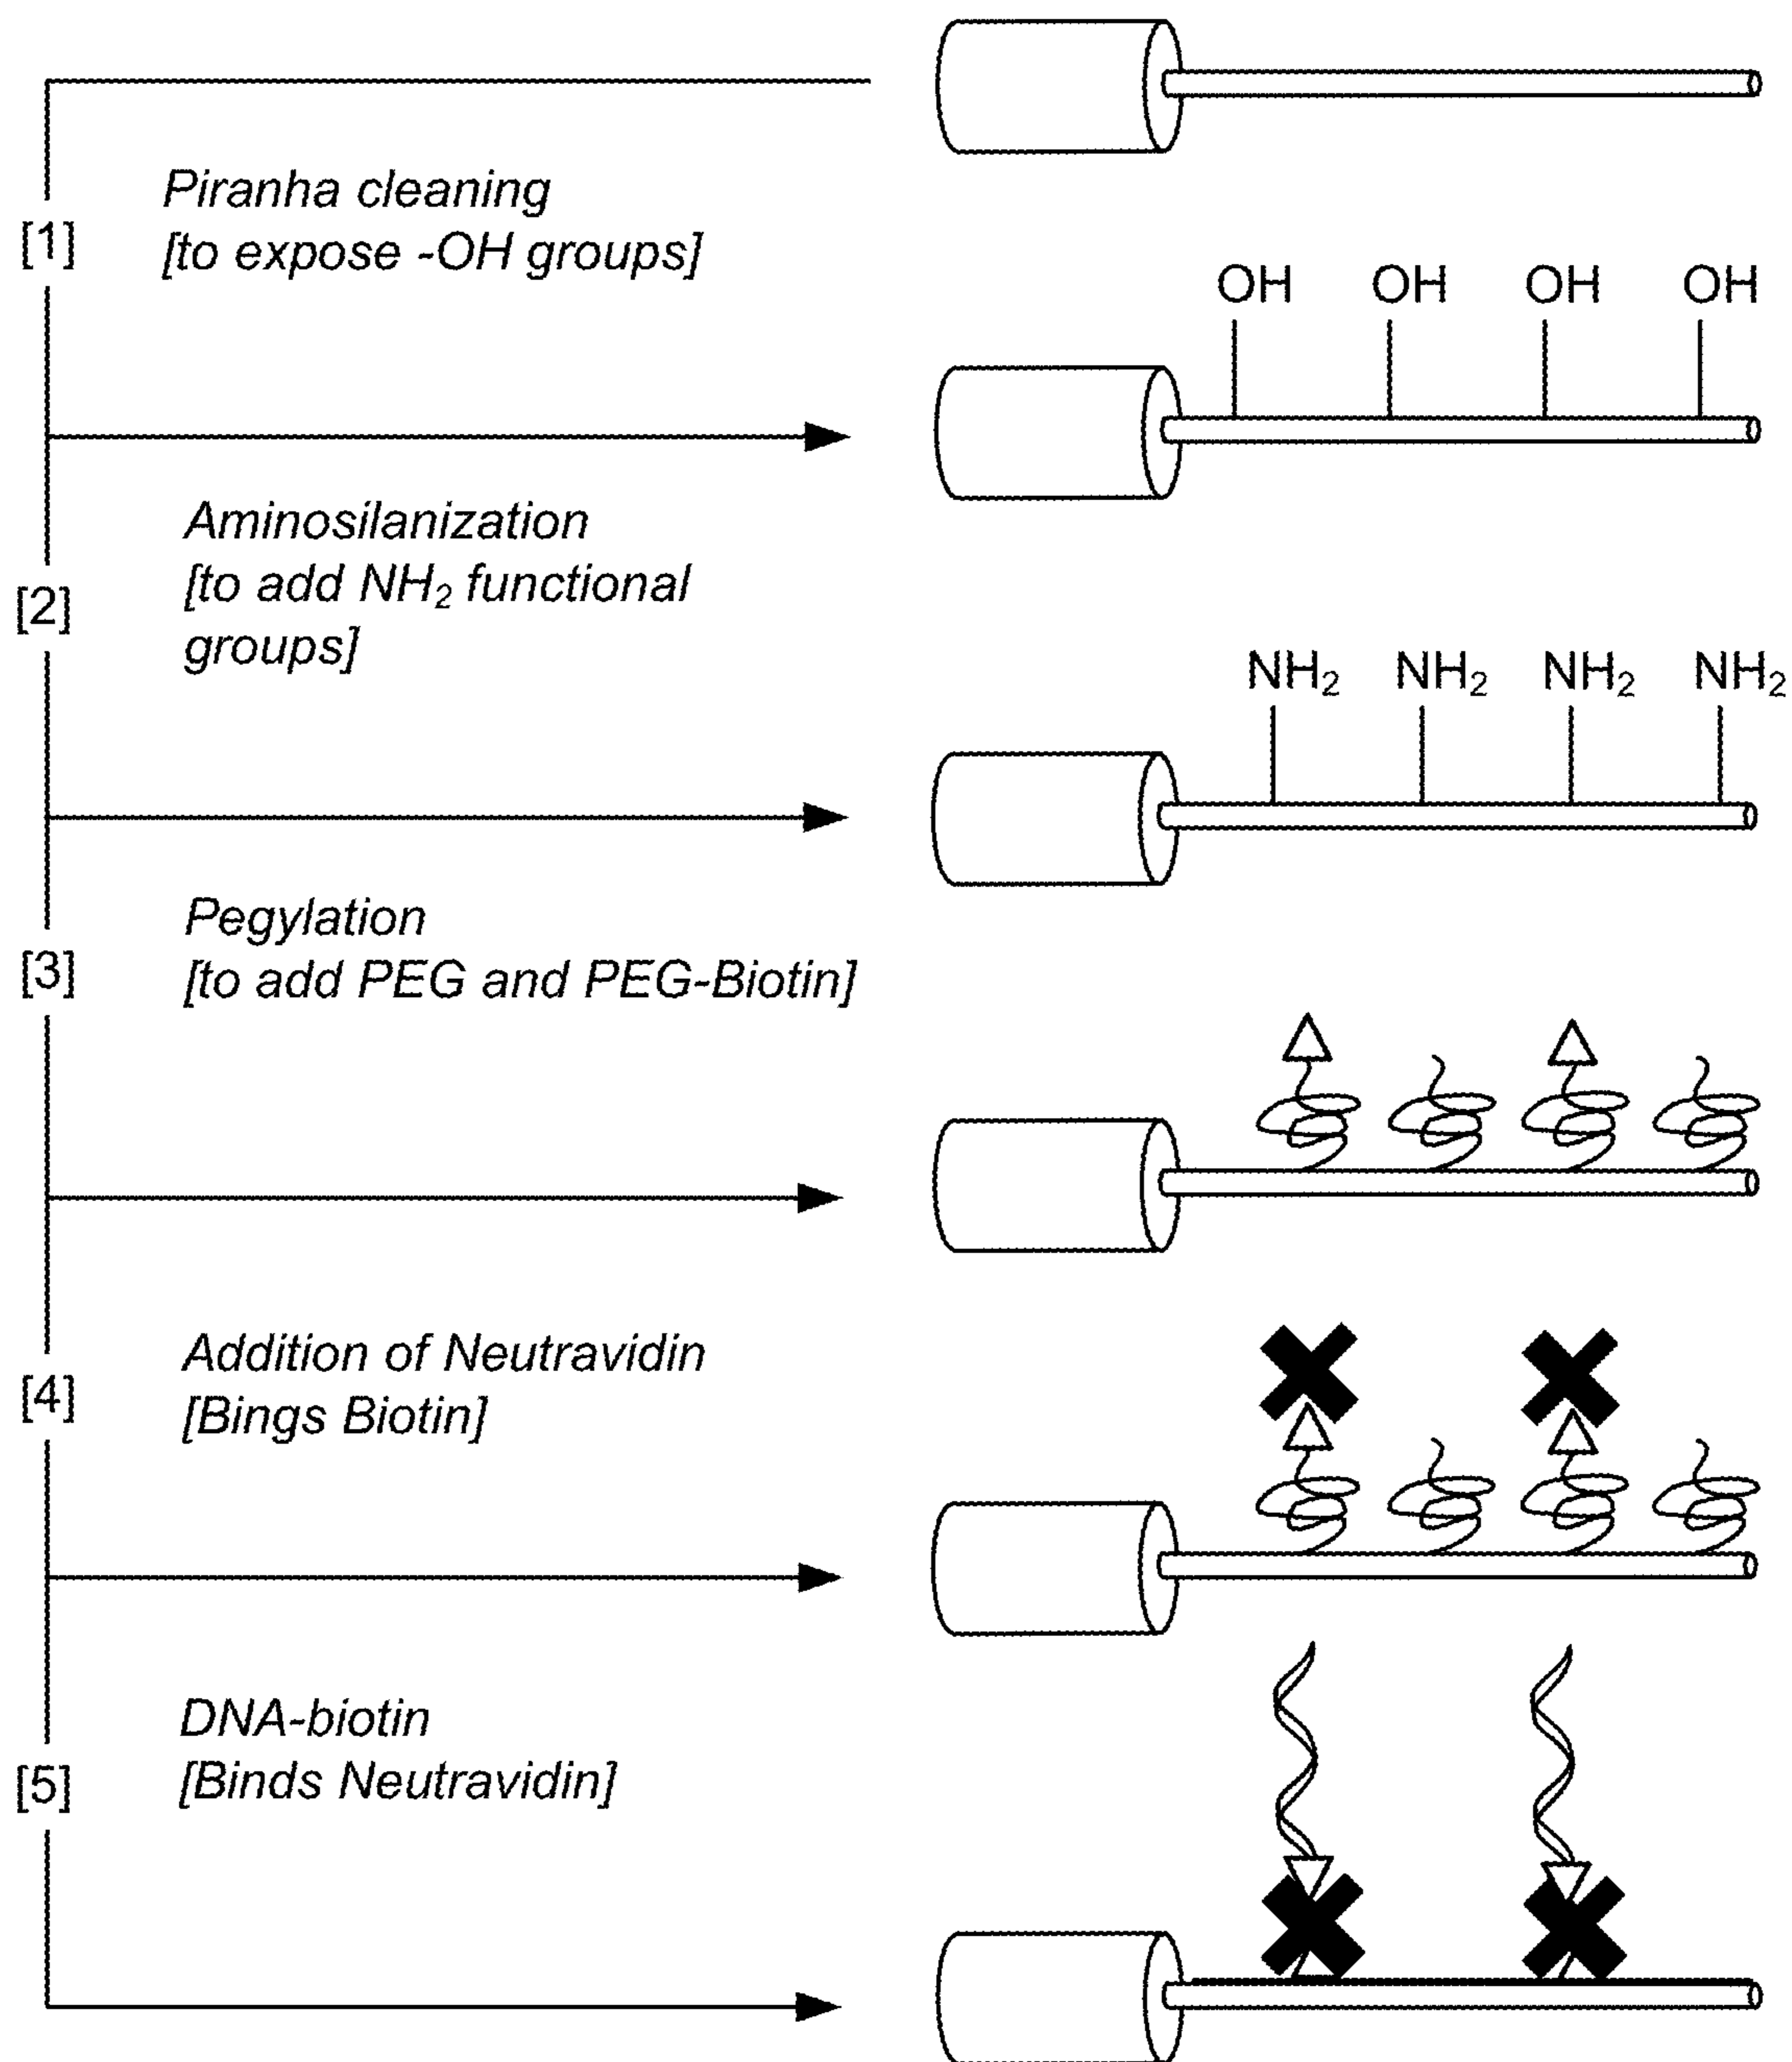 [1]
Piranha cleaning
[to expose -OH groups]
OH OH OH OH
[2]
Aminosilanization
[to add NH₂ functional
groups]
NH₂ NH₂ NH₂ NH₂
[3]
Pegylation
[to add PEG and PEG-Biotin]
[4]
Addition of Neutravidin
[Bings Biotin]
[5]
DNA-biotin
[Binds Neutravidin]